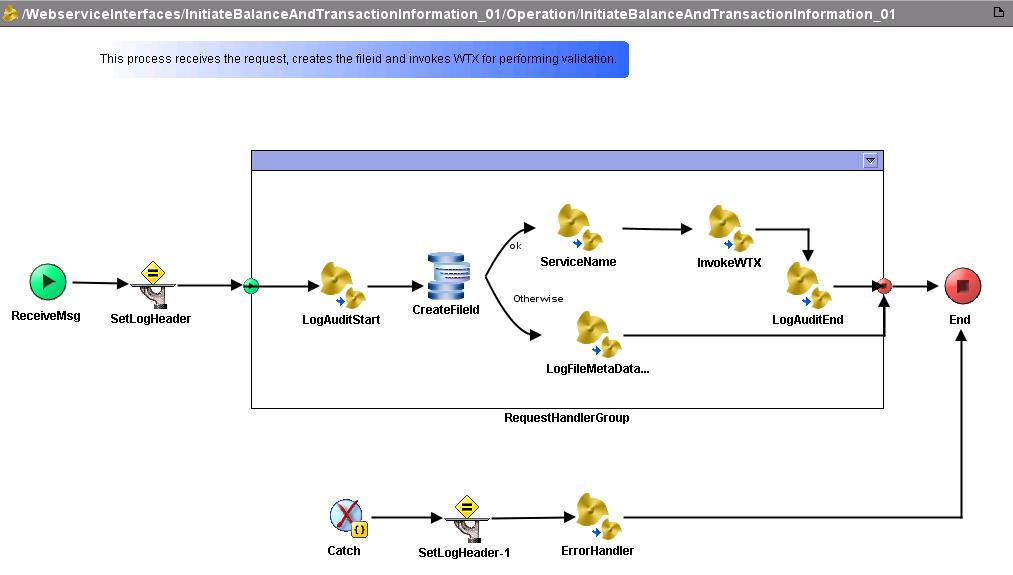 /WebserviceInterfaces/InitiateBalanceAndTransactionInformation_01/Operation/InitiateBalanceAndTransactionInformation_01
This process receives the request, creates the fileid and invokes WTX for performing validation.
ok
ServiceName
InvokeWTX
ReceiveMsg
SetLogHeader
LogAuditStart
CreateFileId
Otherwise
LogAuditEnd
End
LogFileMetaData...
RequestHandlerGroup
Catch
SetLogHeader-1
ErrorHandler